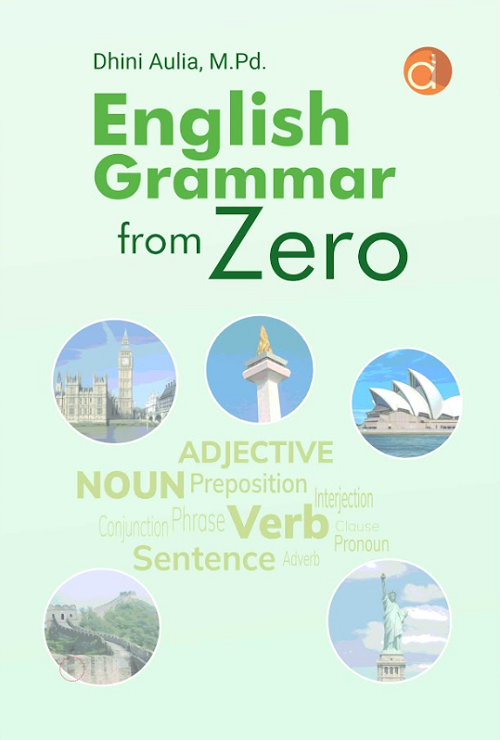 Dhini Aulia, M.Pd.
English
Grammar
from Zero
ADJECTIVE
NOUN Preposition
Interjection
Conjunction Phrase Verb Clause
Pronoun
Sentence Adverb